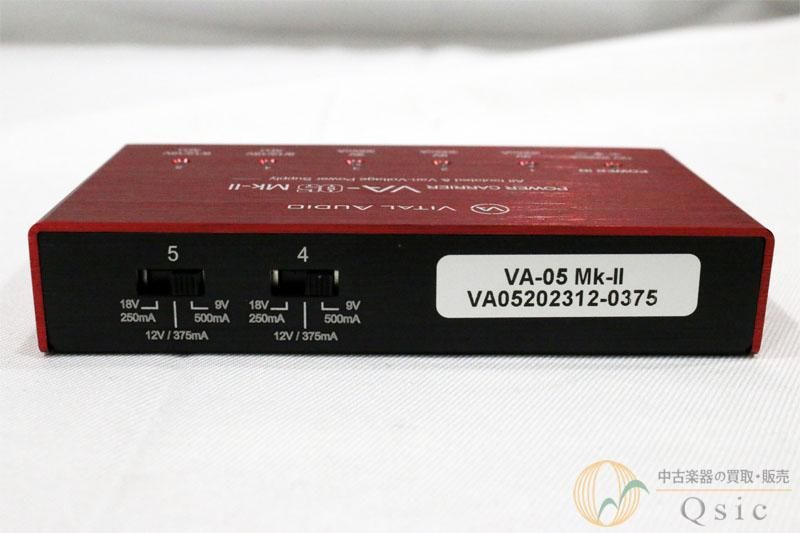 POWER IN
POWER CARRIER VA-05 Mk-II
All Isolated & Vari-Voltage Power Supply
VITAL AUDIO
5
4
18V
9V
250mA
500mA
12V / 375mA
18V
9V
250mA
500mA
12V / 375mA
VA-05 Mk-II
VA05202312-0375
中古楽器の買取・販売
Qsic